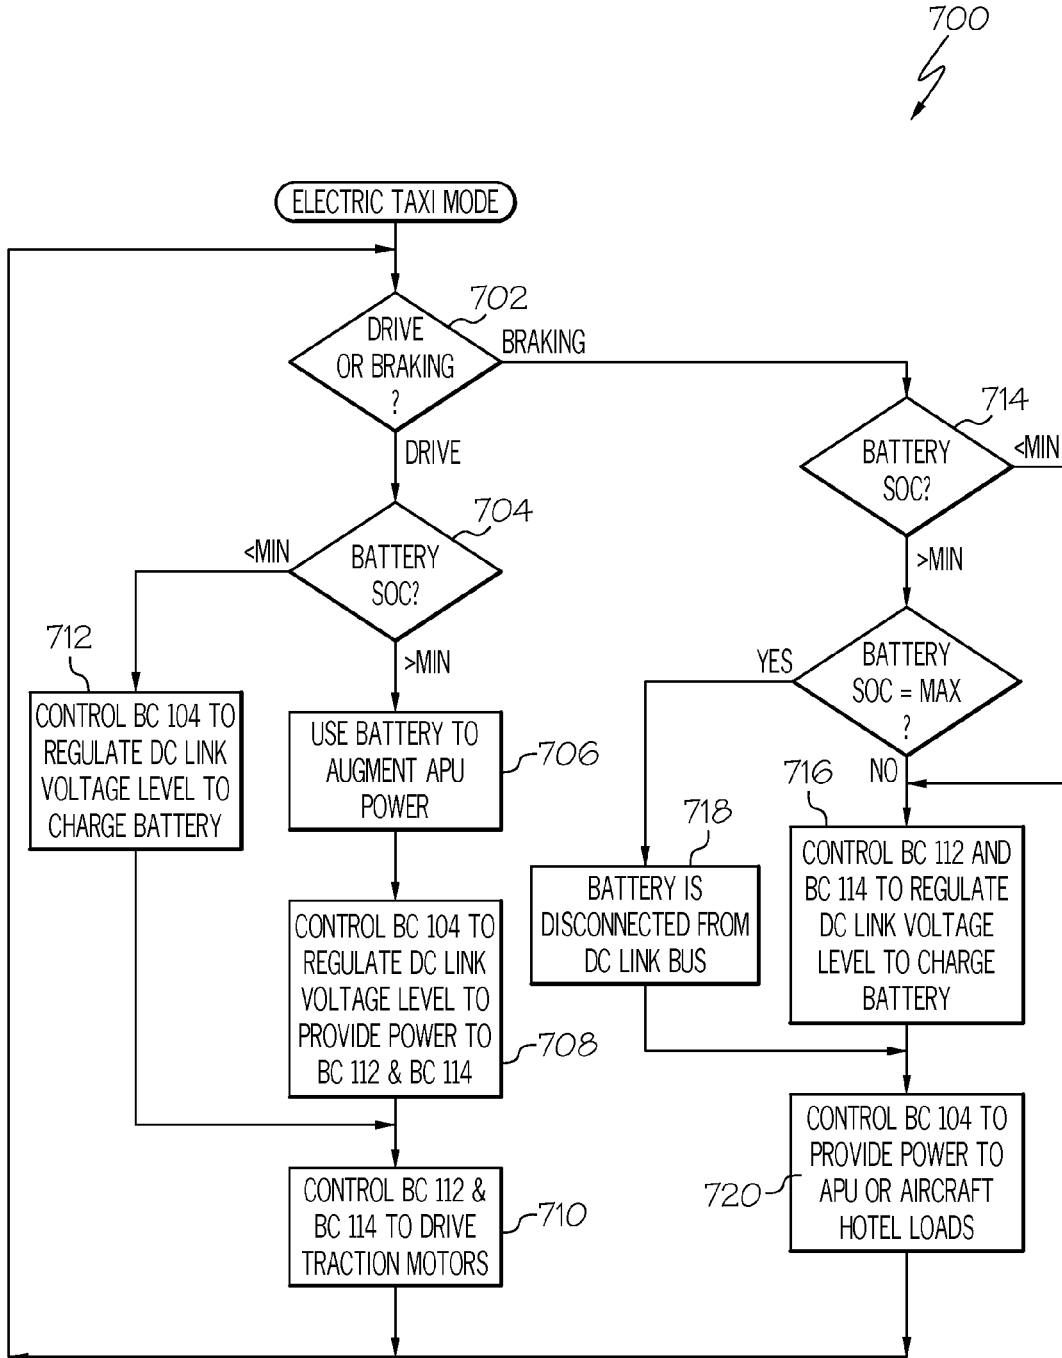 700
ELECTRIC TAXI MODE
702
DRIVE
OR BRAKING
?
BRAKING
DRIVE
714
BATTERY
SOC?
<MIN
>MIN
704
BATTERY
SOC?
<MIN
>MIN
712
CONTROL BC 104 TO
REGULATE DC LINK
VOLTAGE LEVEL TO
CHARGE BATTERY
USE BATTERY TO
AUGMENT APU
POWER
706
BATTERY
SOC = MAX
?
YES
NO
716
718
BATTERY IS
DISCONNECTED FROM
DC LINK BUS
CONTROL BC 112 AND
BC 114 TO REGULATE
DC LINK VOLTAGE
LEVEL TO CHARGE
BATTERY
CONTROL BC 104 TO
REGULATE DC LINK
VOLTAGE LEVEL TO
PROVIDE POWER TO
BC 112 & BC 114
708
CONTROL BC 112 &
BC 114 TO DRIVE
TRACTION MOTORS
710
720
CONTROL BC 104 TO
PROVIDE POWER TO
APU OR AIRCRAFT
HOTEL LOADS